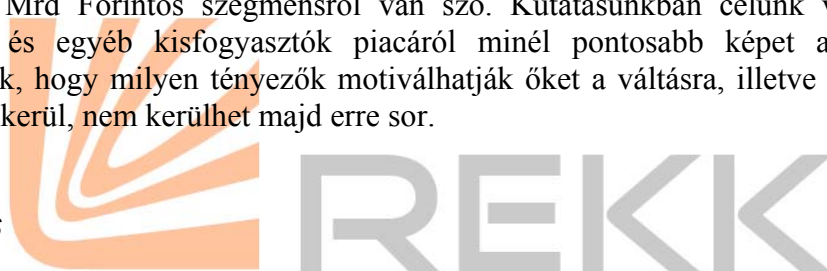 Mrd Forintos szegmensről van szó. Kutatásunkban célunk v
és egyéb kisfogyasztók piacáról minél pontosabb képet a
k, hogy milyen tényezők motiválhatják őket a váltásra, illetve
kerül, nem kerülhet majd erre sor.
REKK